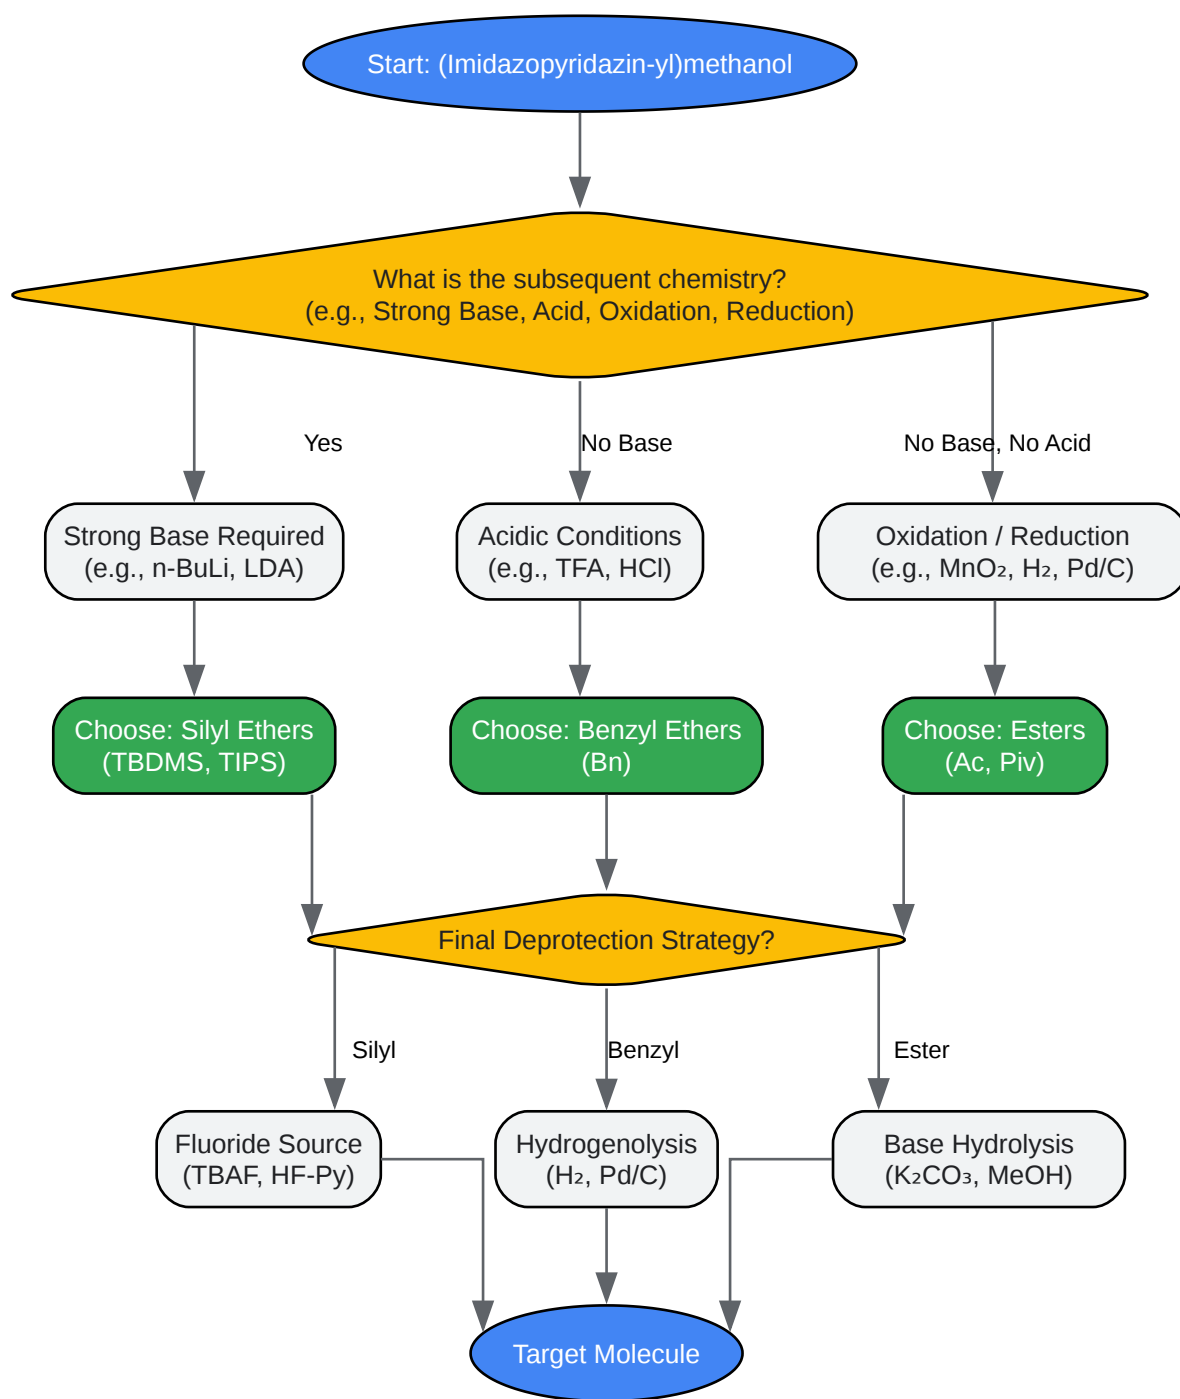 Start: (Imidazopyridazin-yl)methanol
What is the subsequent chemistry?
(e.g., Strong Base, Acid, Oxidation, Reduction)
Yes
No Base
No Base, No Acid
Strong Base Required
(e.g., n-BuLi, LDA)
Acidic Conditions
(e.g., TFA, HCl)
Oxidation / Reduction
(e.g., MnO₂, H₂, Pd/C)
Choose: Silyl Ethers
(TBDMS, TIPS)
Choose: Benzyl Ethers
(Bn)
Choose: Esters
(Ac, Piv)
Final Deprotection Strategy?
Silyl
Benzyl
Ester
Fluoride Source
(TBAF, HF-Py)
Hydrogenolysis
(H₂, Pd/C)
Base Hydrolysis
(K₂CO₃, MeOH)
Target Molecule